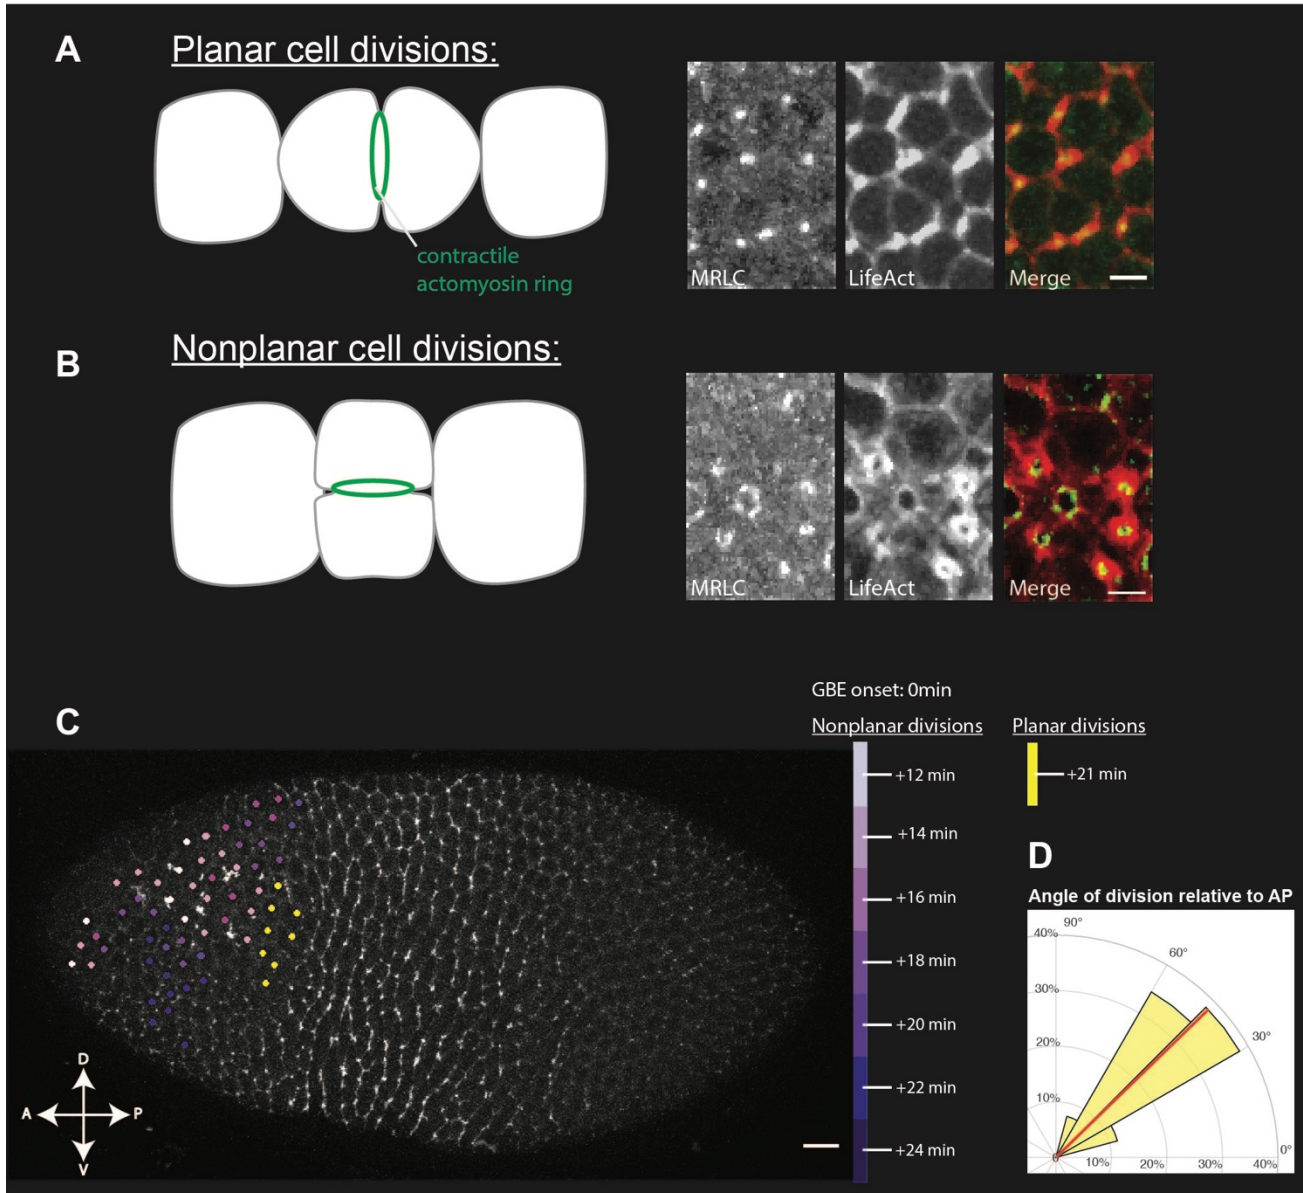 A
Planar cell divisions:
contractile
actomyosin ring
MRLC
LifeAct
Merge
B
Nonplanar cell divisions:
MRLC
LifeAct
Merge
C
GBE onset: 0min
Nonplanar divisions
+12 min
+14 min
+16 min
+18 min
+20 min
+22 min
+24 min
Planar divisions
+21 min
D
A
P
V
D
Angle of division relative to AP
40%
90°
60°
30%
30°
20%
10%
0
10%
20%
30%
40%
0°